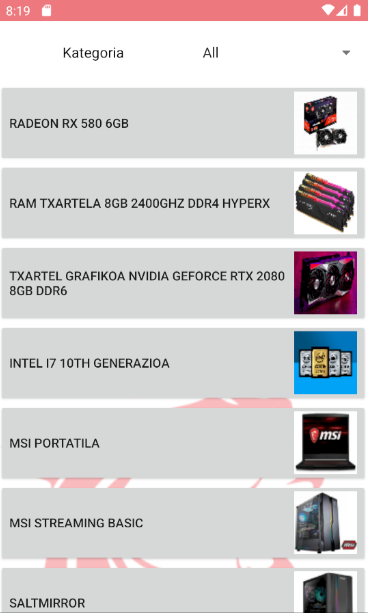 8:19
Kategoria All
RADEON RX 580 6GB
RAM TXARTELA 8GB 2400GHZ DDR4 HYPERX
TXARTEL GRAFIKOA NVIDIA GEFORCE RTX 2080
8GB DDR6
INTEL I7 10TH GENERAZIOA
MSI PORTATILA
msi
MSI STREAMING BASIC
SALTMIRROR